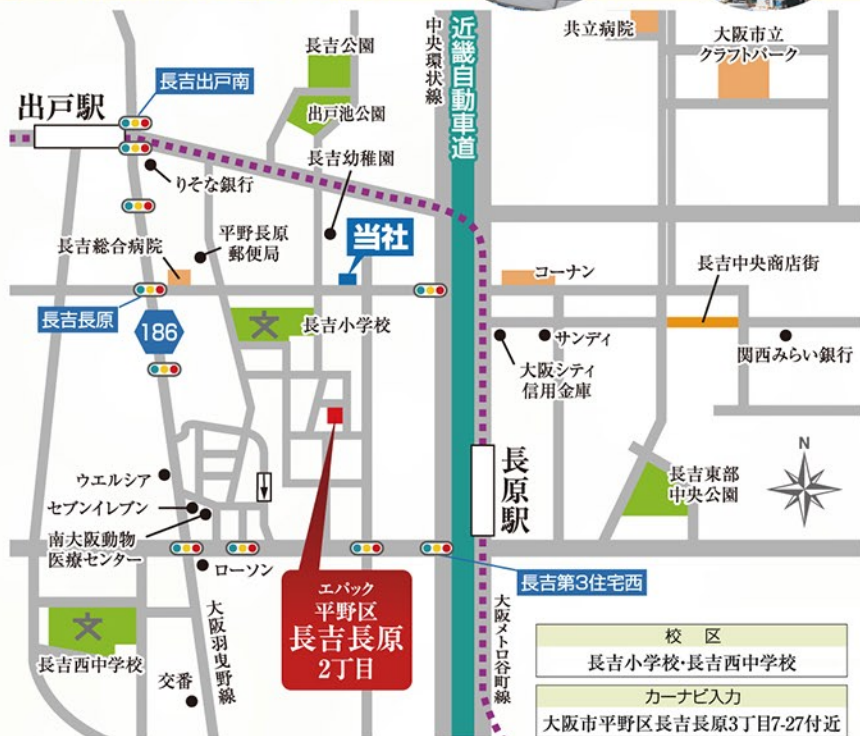 長吉公園
中央環状線
近畿自動車道
共立病院
大阪市立
クラフトパーク
長吉出戸南
出戸駅
出戸池公園
長吉幼稚園
りそな銀行
長吉総合病院
平野長原
郵便局
当社
コーナン
長吉中央商店街
長吉長原
186
長吉小学校
サンディ
大阪シティ
信用金庫
関西みらい銀行
ウエルシア
セブンイレブン
南大阪動物
医療センター
ローソン
長原駅
長吉東部
中央公園
N
エバック
平野区
長吉長原
2丁目
長吉第3住宅西
大阪羽曳野線
大阪メトロ谷町線
長吉西中学校
交番
校 区
長吉小学校・長吉西中学校
カーナビ入力
大阪市平野区長吉長原3丁目7-27付近